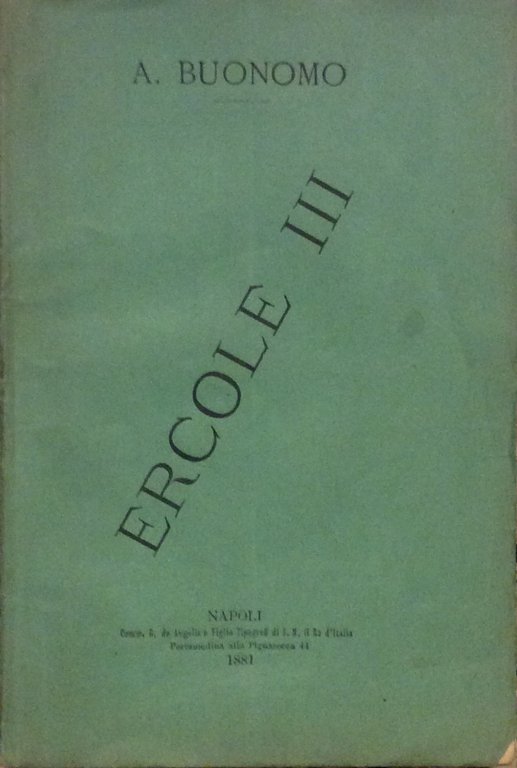 A. BUONOMO
ERCOLE III
NAPOLI
Comm. G. de Angelis e Figlio Tipografi di S. M. il Re d'Italia
Portamedina alla Pignasecca 44
1881